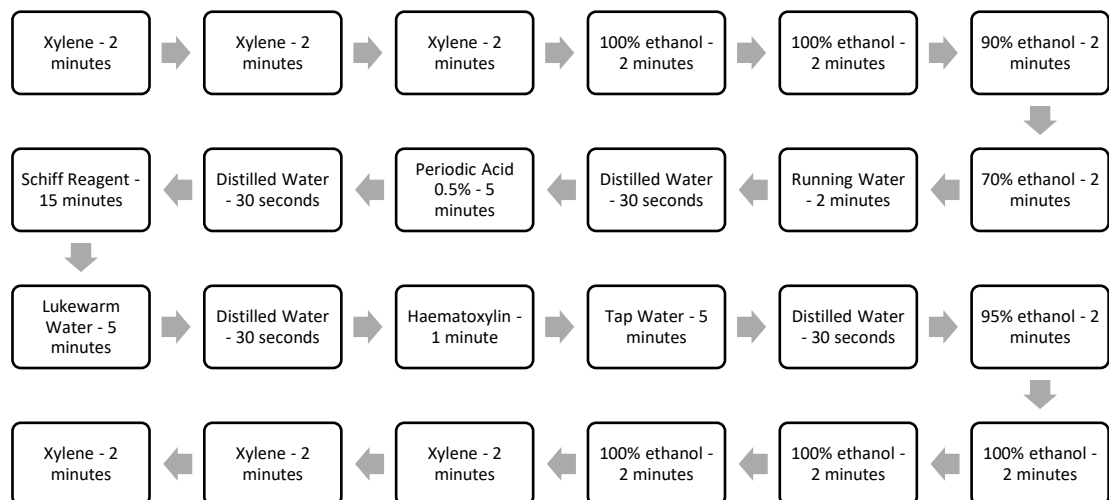 Xylene - 2
minutes
Xylene - 2
minutes
Xylene - 2
minutes
100% ethanol -
2 minutes
100% ethanol -
2 minutes
90% ethanol - 2
minutes
70% ethanol - 2
minutes
Running Water
- 2 minutes
Distilled Water
- 30 seconds
Periodic Acid
0.5% - 5
minutes
Distilled Water
- 30 seconds
Schiff Reagent -
15 minutes
Lukewarm
Water - 5
minutes
Distilled Water
- 30 seconds
Haematoxylin -
1 minute
Tap Water - 5
minutes
Distilled Water
- 30 seconds
95% ethanol - 2
minutes
100% ethanol -
2 minutes
100% ethanol -
2 minutes
100% ethanol -
2 minutes
Xylene - 2
minutes
Xylene - 2
minutes
Xylene - 2
minutes